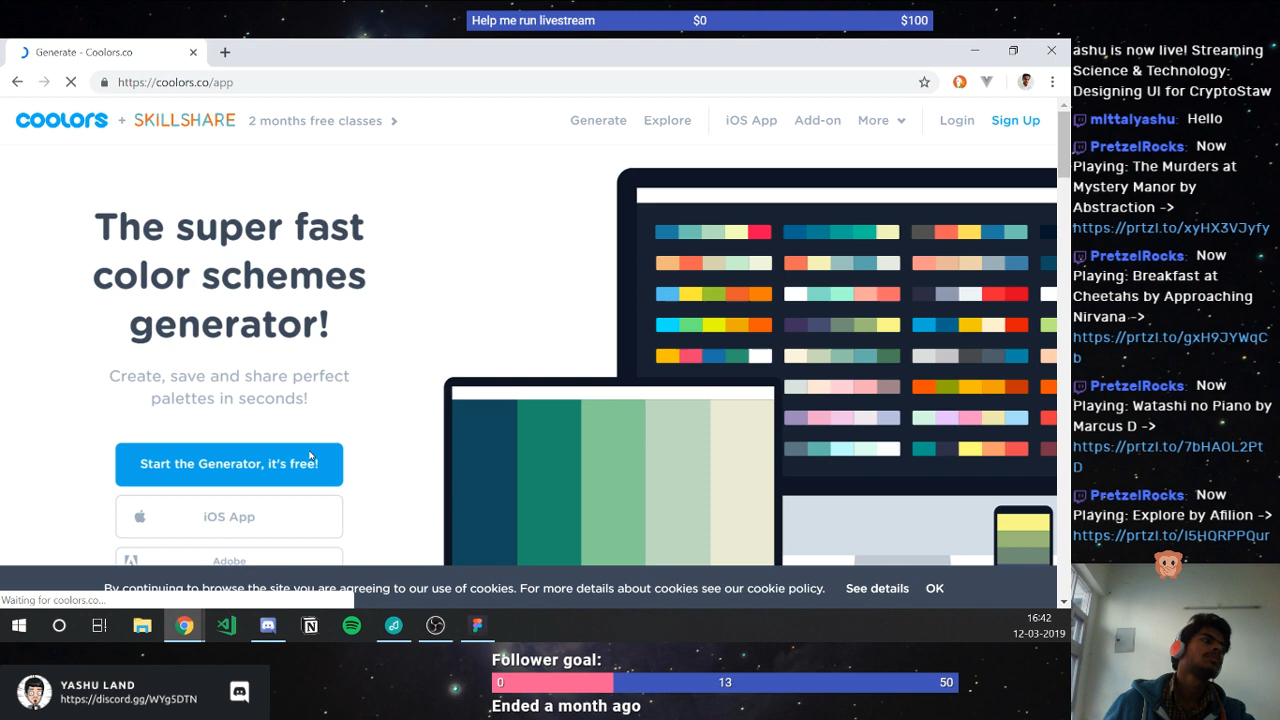 Help me run livestream $0 $100
Generate - Coolors.co
https://coolors.co/app
coolors + SKILLSHARE 2 months free classes
Generate Explore iOS App Add-on More Login Sign Up
The super fast
color schemes
generator!
Create, save and share perfect
palettes in seconds!
Start the Generator, it's free!
iOS App
Adobe
By continuing to browse the site you are agreeing to our use of cookies. For more details about cookies see our cookie policy. See details OK
Waiting for coolors.co...
16:42
12-03-2019
YASHU LAND
https://discord.gg/WYg5DTN
Follower goal:
0 13 50
Ended a month ago
ashu is now live! Streaming
Science & Technology:
Designing UI for CryptoStaw
mittalyashu: Hello
PretzelRocks: Now
Playing: The Murders at
Mystery Manor by
Abstraction ->
https://prtzl.to/xyHX3VJyfy
PretzelRocks: Now
Playing: Breakfast at
Cheetahs by Approaching
Nirvana ->
https://prtzl.to/gxH9JYWqC
b
PretzelRocks: Now
Playing: Watashi no Piano by
Marcus D ->
https://prtzl.to/7bHAOL2Pt
D
PretzelRocks: Now
Playing: Explore by Afilion ->
https://prtzl.to/I5HQRPPQur